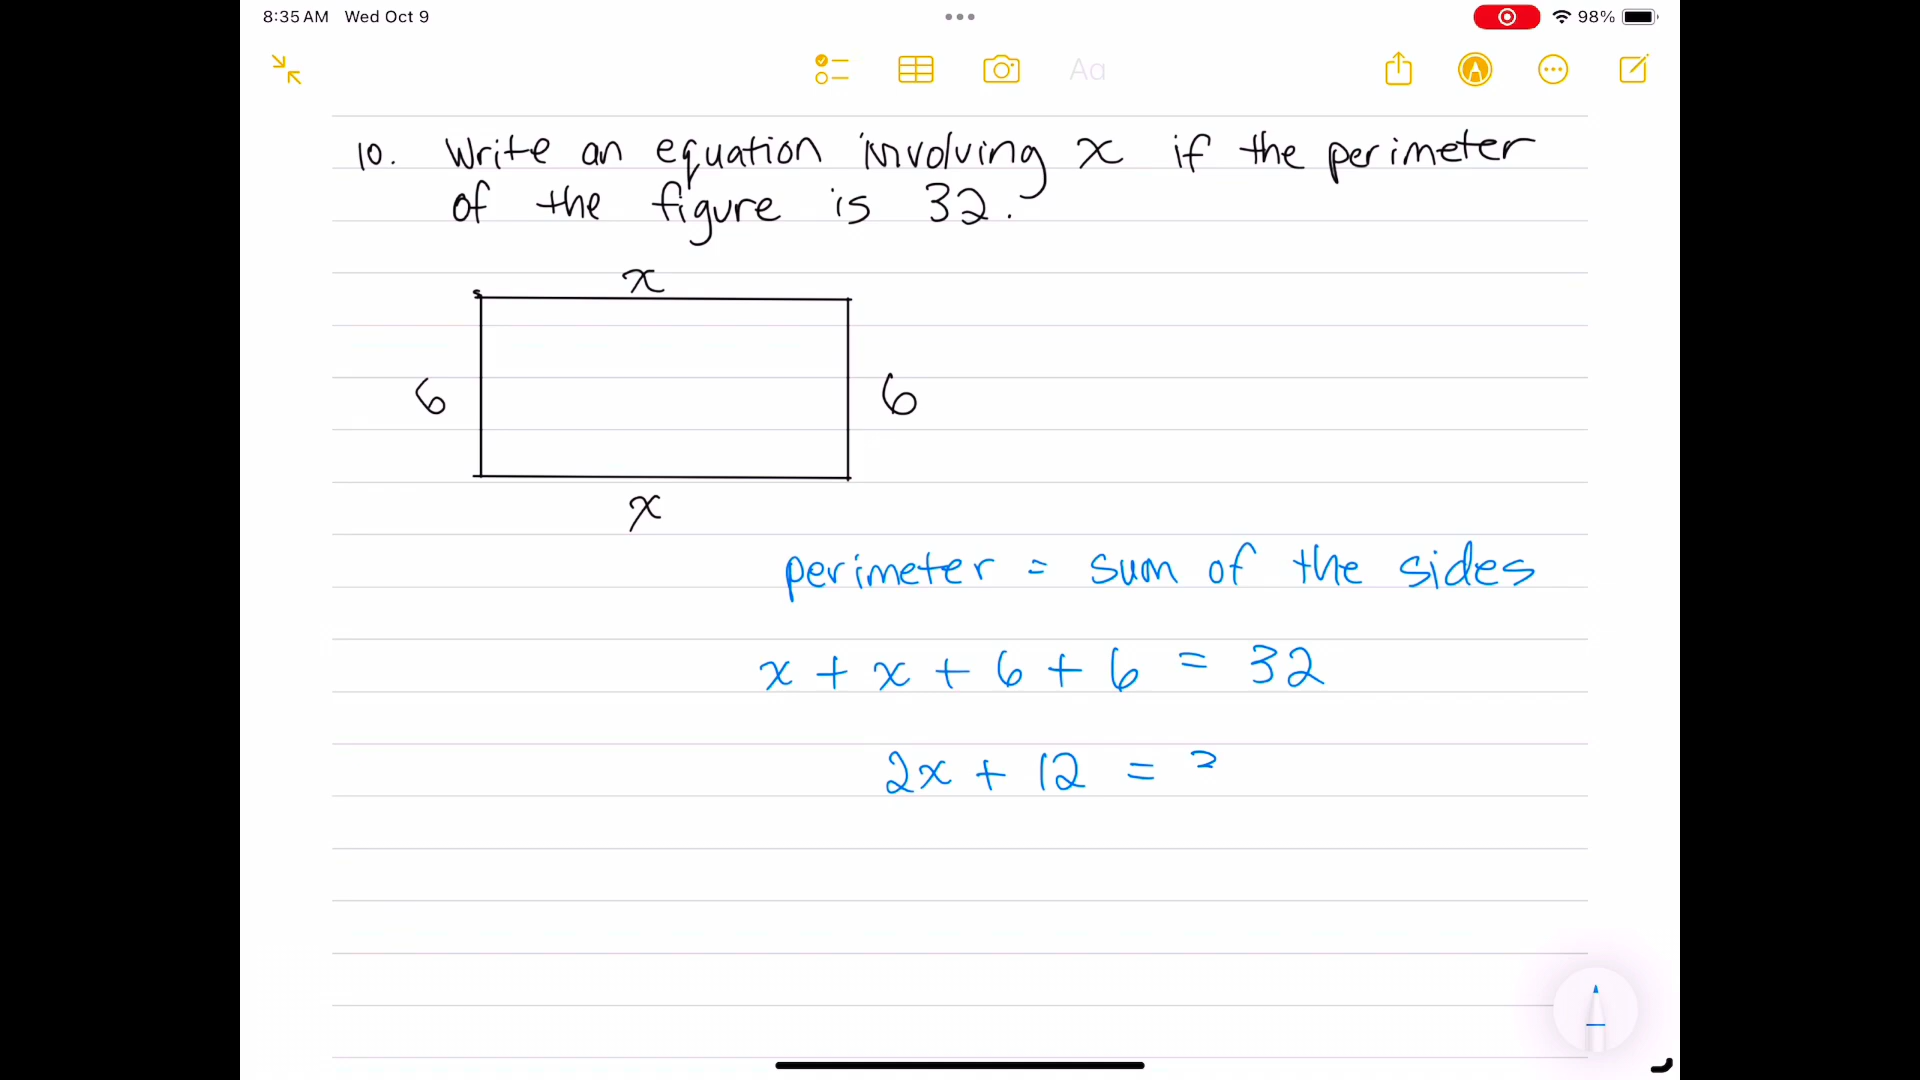 8:35 AM Wed Oct 9
98%
Aa
10. Write an equation involving x if the perimeter
of the figure is 32.
x
6 6
x
perimeter = sum of the sides
x + x + 6 + 6 = 32
2x + 12 =